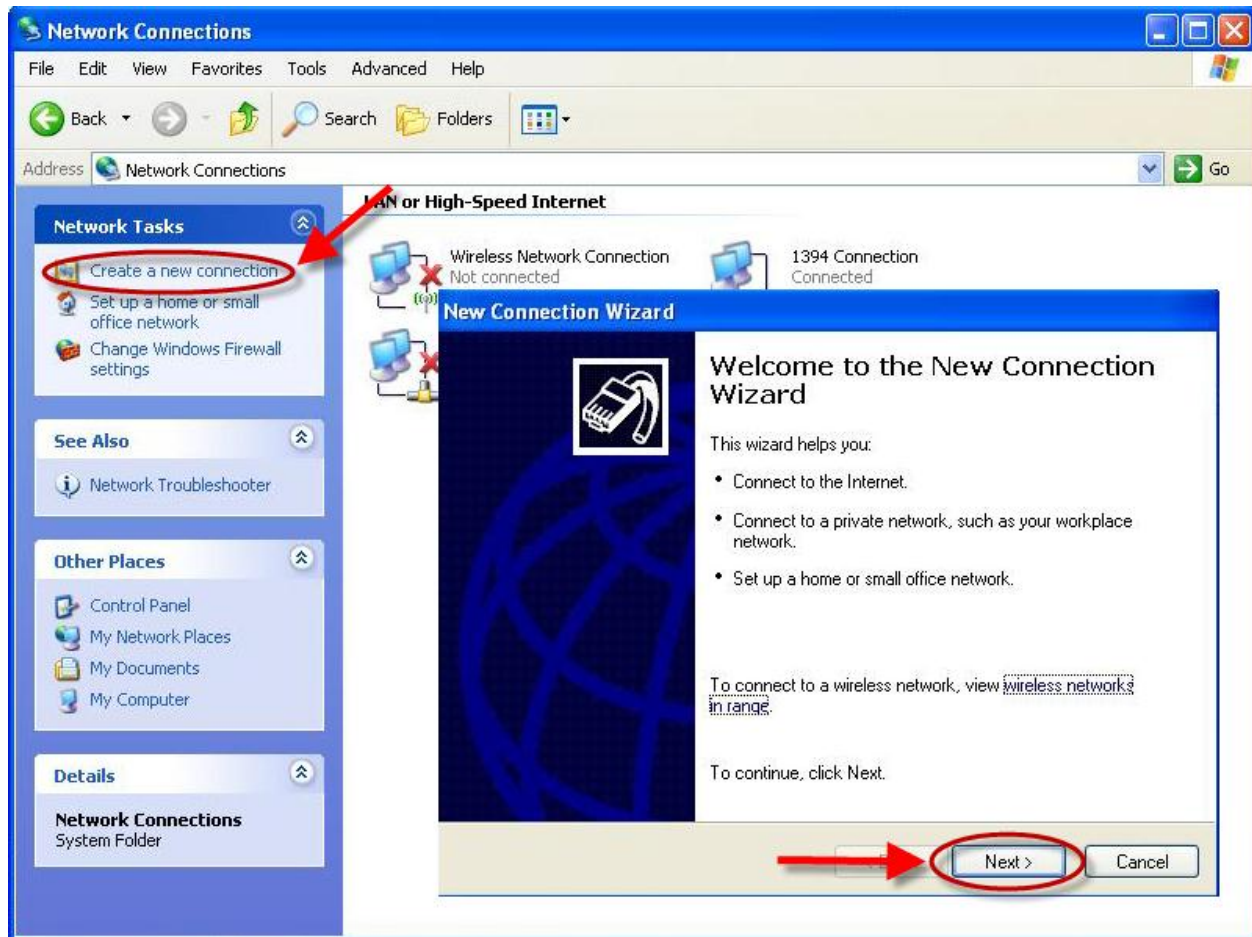 Network Connections
File Edit View Favorites Tools Advanced Help
Back Search Folders
Address Network Connections Go
Network Tasks
Create a new connection
Set up a home or small
office network
Change Windows Firewall
settings
See Also
Network Troubleshooter
Other Places
Control Panel
My Network Places
My Documents
My Computer
Details
Network Connections
System Folder
LAN or High-Speed Internet
Wireless Network Connection
Not connected
1394 Connection
Connected
New Connection Wizard
Welcome to the New Connection
Wizard
This wizard helps you:
• Connect to the Internet.
• Connect to a private network, such as your workplace
network.
• Set up a home or small office network.
To connect to a wireless network, view wireless networks
in range.
To continue, click Next.
Next >
Cancel